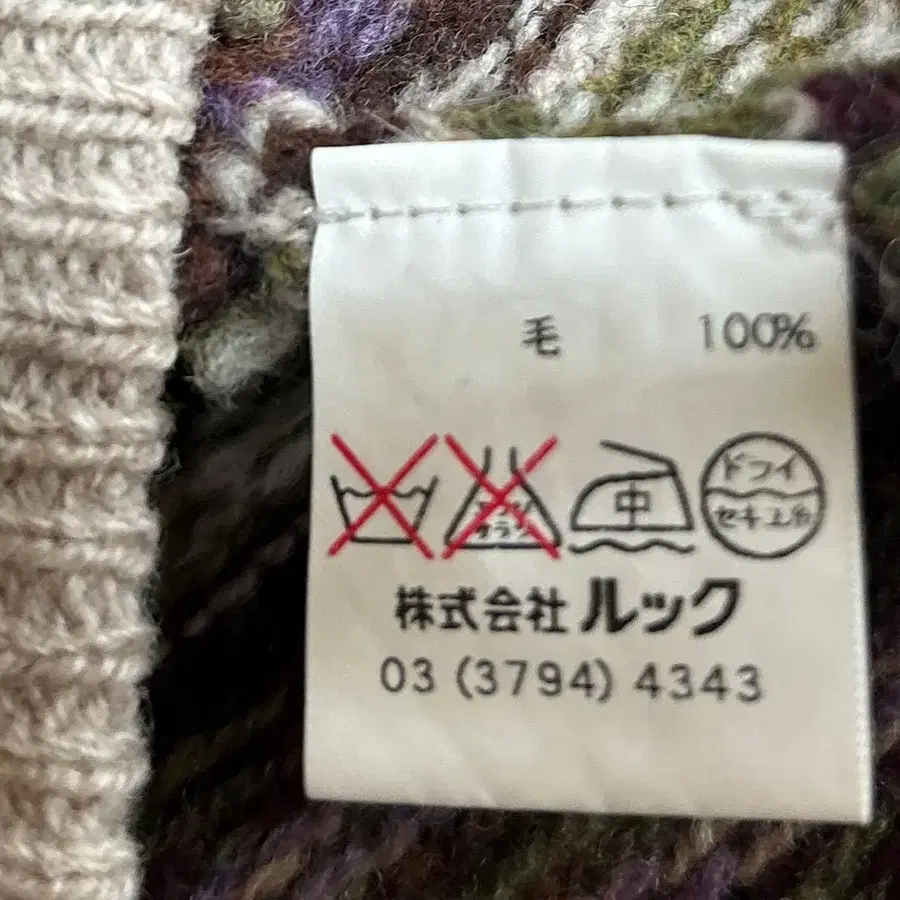 毛 100%
中 ドライ
セキユ系
株式会社ルック
03 (3794) 4343